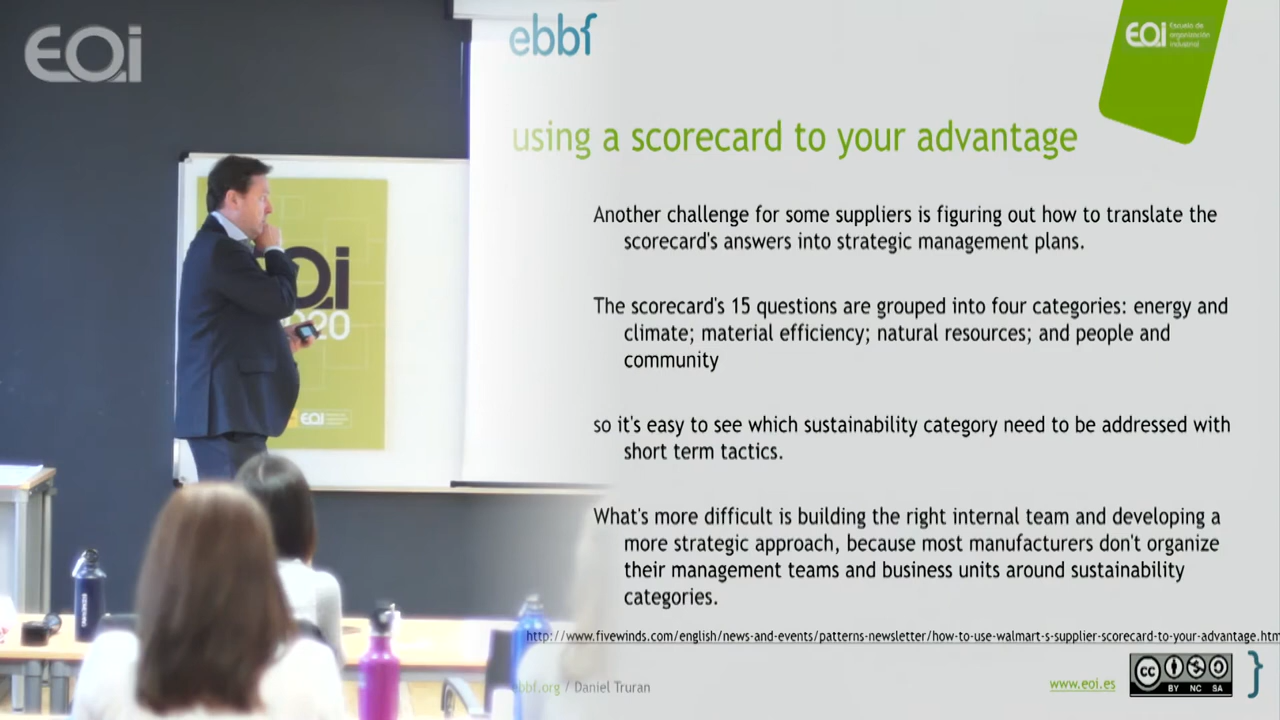 EOi
ebbf
EOi Escuela de
organización
industrial
using a scorecard to your advantage
Another challenge for some suppliers is figuring out how to translate the
scorecard's answers into strategic management plans.
The scorecard's 15 questions are grouped into four categories: energy and
climate; material efficiency; natural resources; and people and
community
so it's easy to see which sustainability category need to be addressed with
short term tactics.
What's more difficult is building the right internal team and developing a
more strategic approach, because most manufacturers don't organize
their management teams and business units around sustainability
categories.
http://www.fivewinds.com/english/news-and-events/patterns-newsletter/how-to-use-walmart-s-supplier-scorecard-to-your-advantage.htm
bbf.org / Daniel Truran
www.eoi.es
cc BY NC SA
Oi
020
EOI